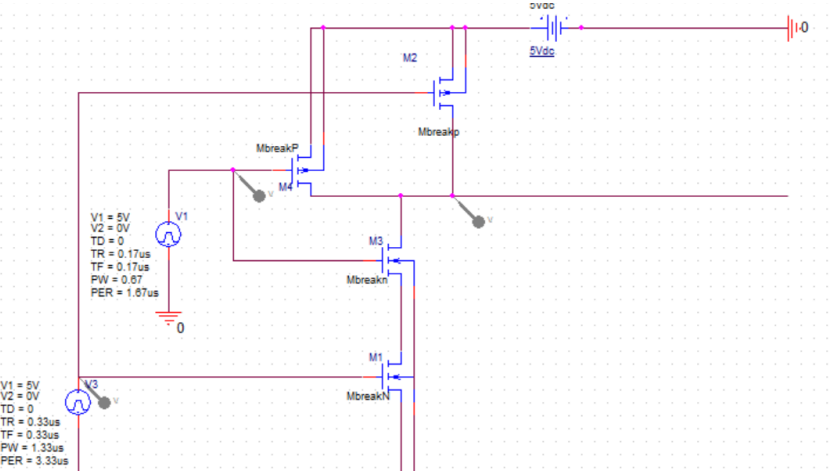 5Vdc
5Vdc
0
M2
Mbreakp
MbreakP
M4
V
V
V1
V1 = 5V
V2 = 0V
TD = 0
TR = 0.17us
TF = 0.17us
PW = 0.67
PER = 1.67us
0
M3
Mbreakn
M1
MbreakN
V3
V
V1 = 5V
V2 = 0V
TD = 0
TR = 0.33us
TF = 0.33us
PW = 1.33us
PER = 3.33us